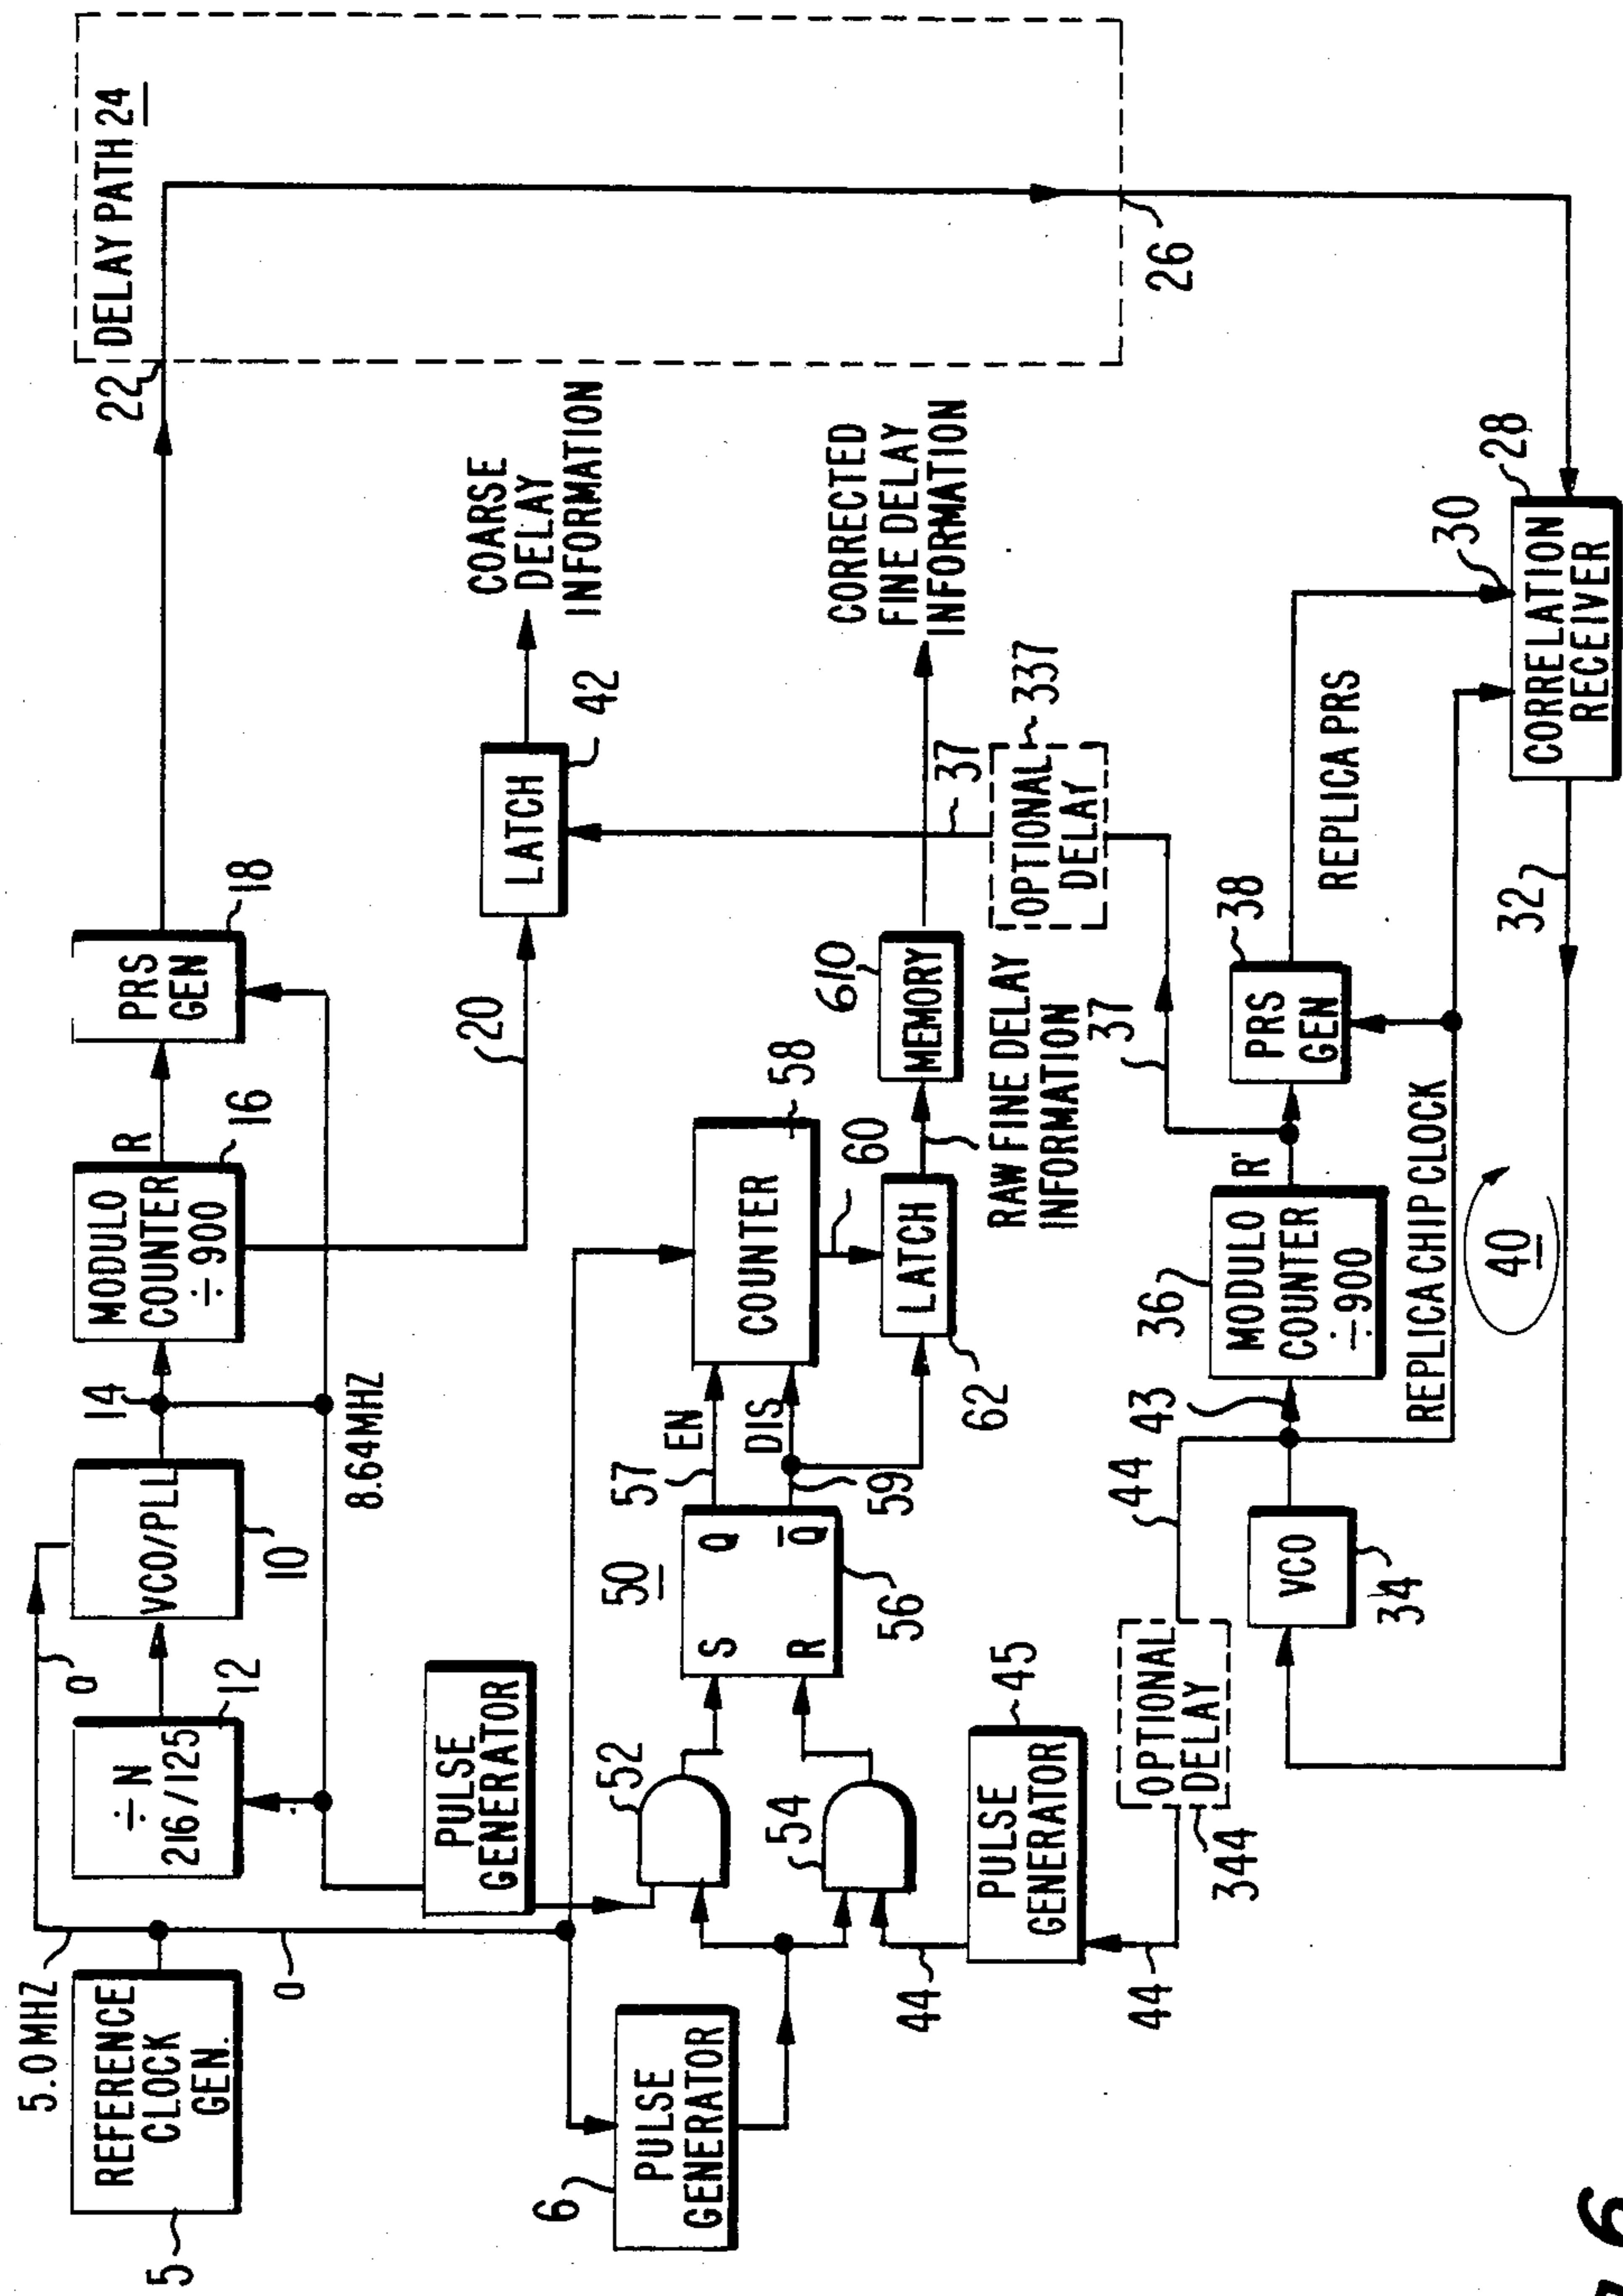 5.0 MHZ
REFERENCE
CLOCK
GEN.
5
0
0
÷ N
216/125
12
VCO/PLL
10
14
MODULO
COUNTER
÷ 900
16
R
PRS
GEN
18
22
DELAY PATH 24
26
8.64MHZ
20
LATCH
42
COARSE
DELAY
INFORMATION
PULSE
GENERATOR
6
PULSE
GENERATOR
52
54
50
S
Q
R
Q̅
56
57
EN
DIS
59
COUNTER
58
60
LATCH
62
RAW FINE DELAY
INFORMATION
MEMORY
610
CORRECTED
FINE DELAY
INFORMATION
44
PULSE
GENERATOR
45
44
OPTIONAL
DELAY
344
44
VCO
34
43
MODULO
COUNTER
÷900
36
R'
37
PRS
GEN
38
OPTIONAL
DELAY
337
37
REPLICA PRS
REPLICA CHIP CLOCK
40
32
30
CORRELATION
RECEIVER
28